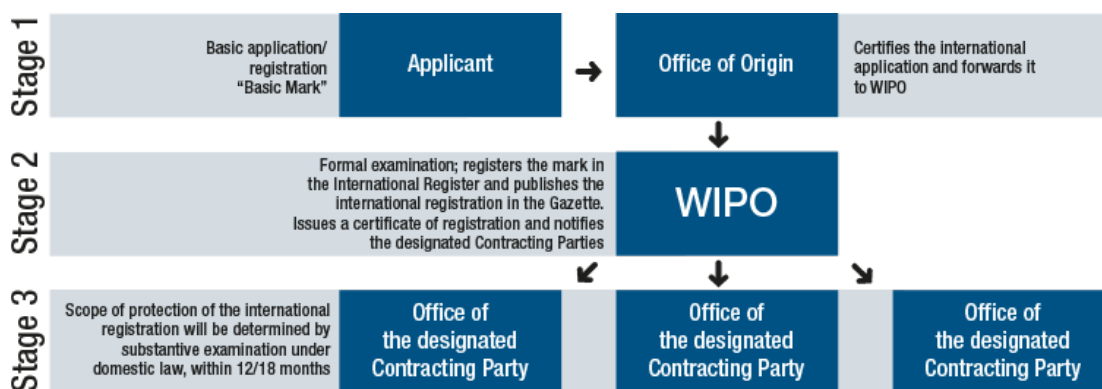 Stage 1
Basic application/
registration
“Basic Mark”
Applicant
Office of Origin
Certifies the international
application and forwards it
to WIPO
Stage 2
Formal examination; registers the mark in
the International Register and publishes the
international registration in the Gazette.
Issues a certificate of registration and notifies
the designated Contracting Parties
WIPO
Stage 3
Scope of protection of the international
registration will be determined by
substantive examination under
domestic law, within 12/18 months
Office of
the designated
Contracting Party
Office of
the designated
Contracting Party
Office of
the designated
Contracting Party